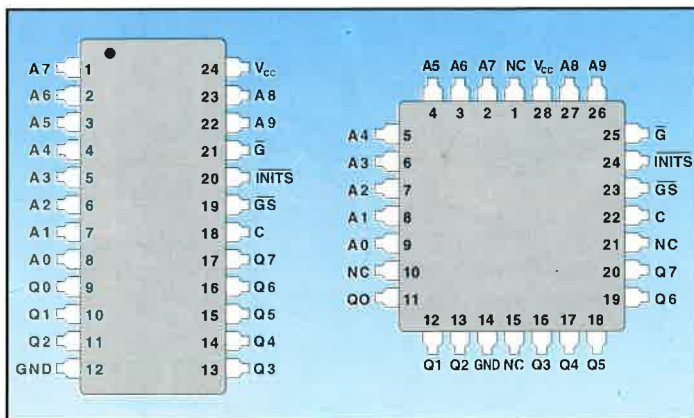 A7 1 24 Vcc
A6 2 23 A8
A5 3 22 A9
A4 4 21 G̅
A3 5 20 I̅N̅I̅T̅S̅
A2 6 19 G̅S̅
A1 7 18 C
A0 8 17 Q7
Q0 9 16 Q6
Q1 10 15 Q5
Q2 11 14 Q4
GND 12 13 Q3
A5 A6 A7 NC Vcc A8 A9
4 3 2 1 28 27 26
A4 5 25 G̅
A3 6 24 I̅N̅I̅T̅S̅
A2 7 23 G̅S̅
A1 8 22 C
A0 9 21 NC
NC 10 20 Q7
QO 11 19 Q6
12 13 14 15 16 17 18
Q1 Q2 GND NC Q3 Q4 Q5